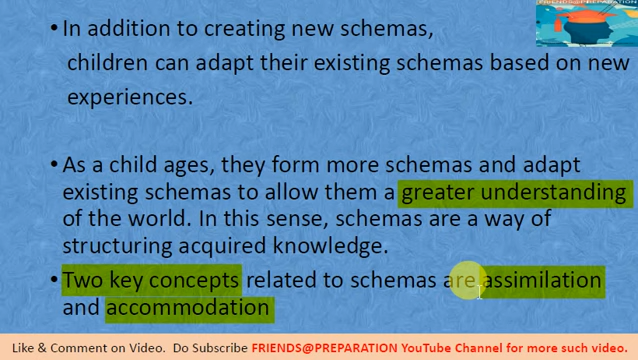 FRIENDS@PREPARATION
• In addition to creating new schemas,
children can adapt their existing schemas based on new
experiences.
• As a child ages, they form more schemas and adapt
existing schemas to allow them a greater understanding
of the world. In this sense, schemas are a way of
structuring acquired knowledge.
• Two key concepts related to schemas are assimilation
and accommodation
Like & Comment on Video. Do Subscribe FRIENDS@PREPARATION YouTube Channel for more such video.